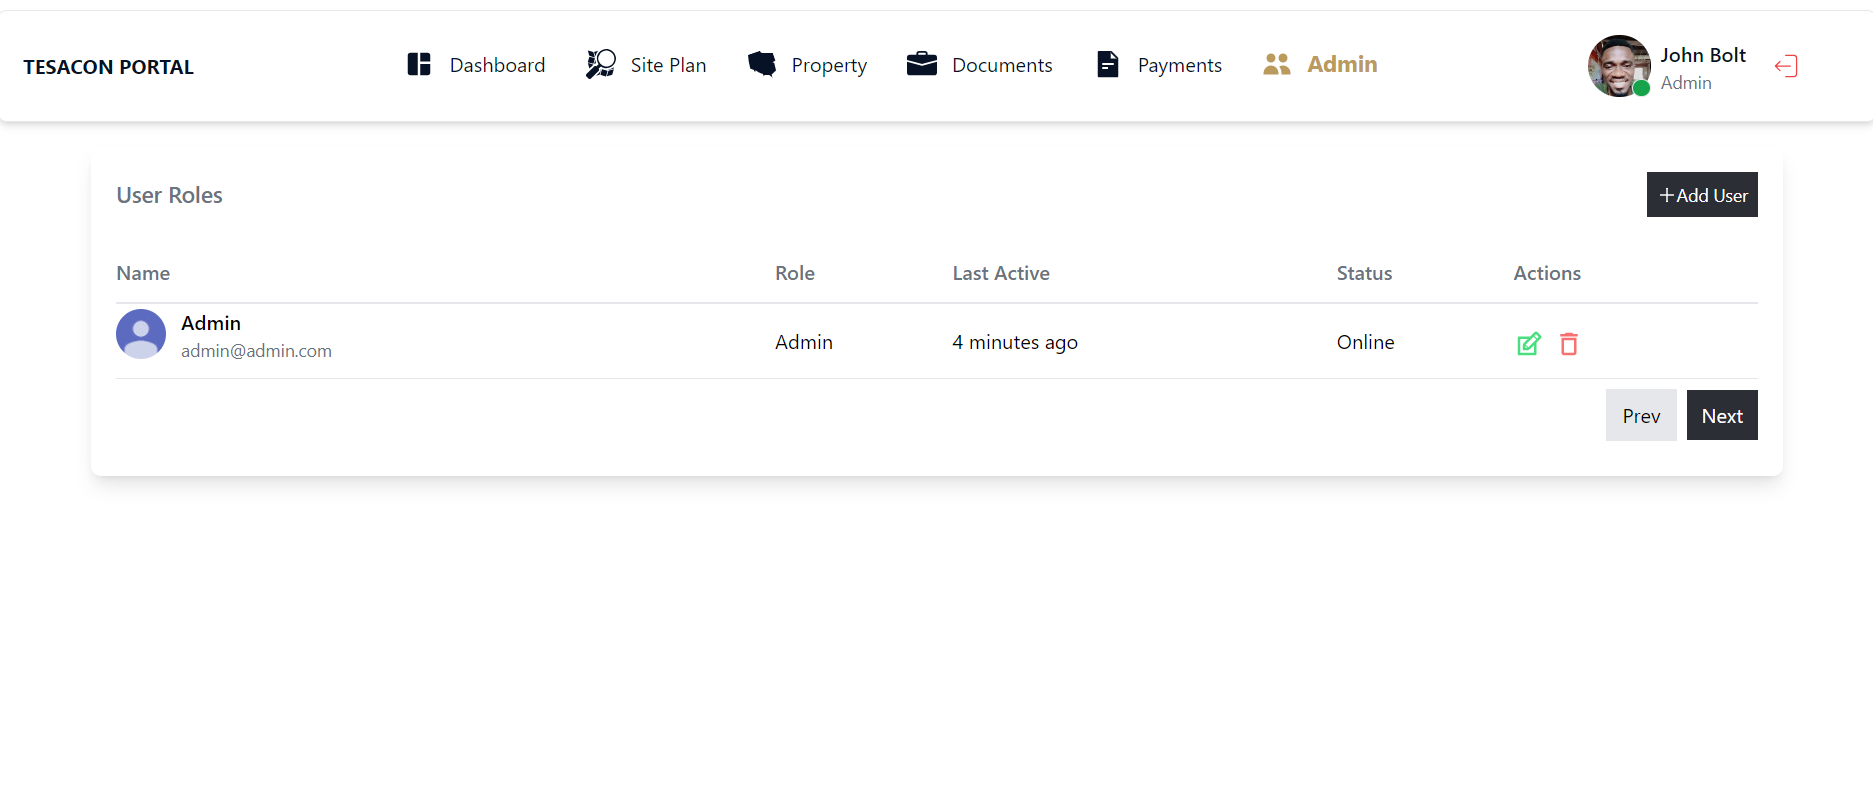 TESACON PORTAL
Dashboard
Site Plan
Property
Documents
Payments
Admin
John Bolt
Admin
User Roles
Add User
Name Role Last Active Status Actions
Admin
admin@admin.com
Admin 4 minutes ago Online
Prev Next